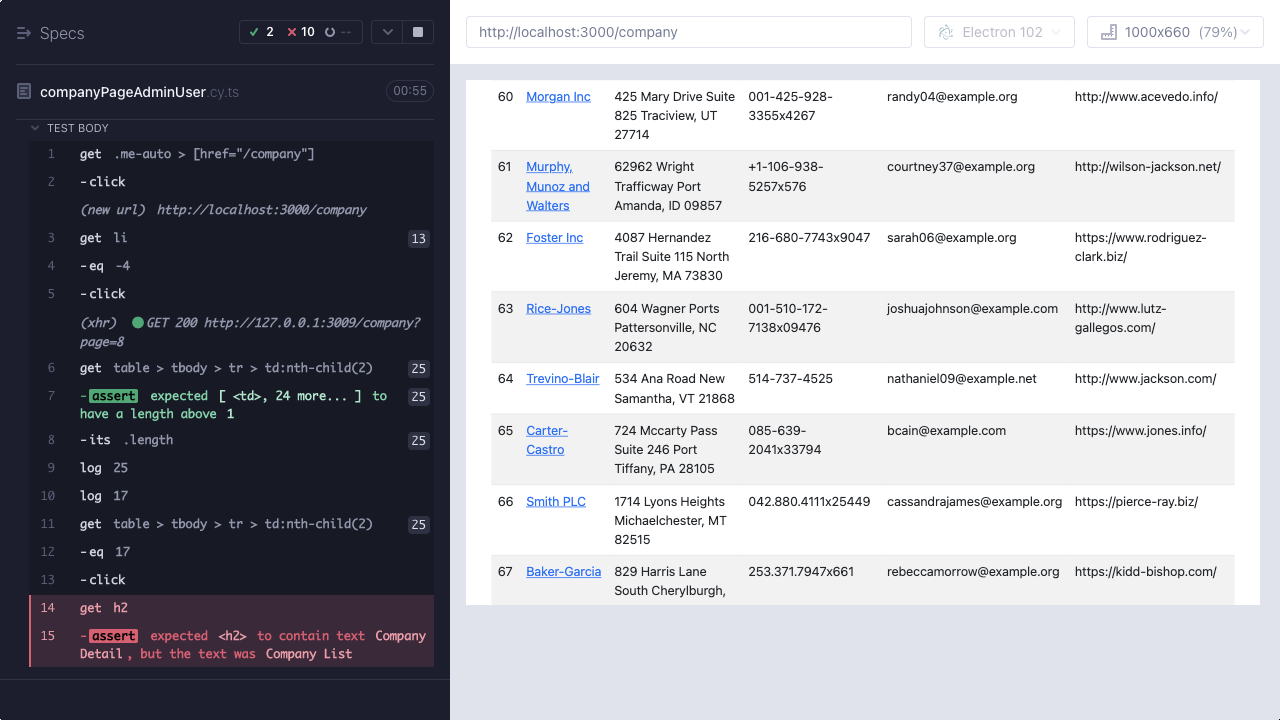 Specs
2
10
--
companyPageAdminUser.cy.ts
00:55
TEST BODY
1 get .me-auto > [href="/company"]
2 -click
(new url) http://localhost:3000/company
3 get li 13
4 -eq -4
5 -click
(xhr) GET 200 http://127.0.0.1:3009/company?
page=8
6 get table > tbody > tr > td:nth-child(2) 25
7 -assert expected [ <td>, 24 more... ] to 25
have a length above 1
8 -its .length 25
9 log 25
10 log 17
11 get table > tbody > tr > td:nth-child(2) 25
12 -eq 17
13 -click
14 get h2
15 -assert expected <h2> to contain text Company
Detail, but the text was Company List
http://localhost:3000/company
Electron 102
1000x660 (79%)
60 Morgan Inc 425 Mary Drive Suite 001-425-928- randy04@example.org http://www.acevedo.info/
825 Traciview, UT 3355x4267
27714
61 Murphy, 62962 Wright +1-106-938- courtney37@example.org http://wilson-jackson.net/
Munoz and Trafficway Port 5257x576
Walters Amanda, ID 09857
62 Foster Inc 4087 Hernandez 216-680-7743x9047 sarah06@example.org https://www.rodriguez-
Trail Suite 115 North clark.biz/
Jeremy, MA 73830
63 Rice-Jones 604 Wagner Ports 001-510-172- joshuajohnson@example.com http://www.lutz-
Pattersonville, NC 7138x09476 gallegos.com/
20632
64 Trevino-Blair 534 Ana Road New 514-737-4525 nathaniel09@example.net http://www.jackson.com/
Samantha, VT 21868
65 Carter- 724 Mccarty Pass 085-639- bcain@example.com https://www.jones.info/
Castro Suite 246 Port 2041x33794
Tiffany, PA 28105
66 Smith PLC 1714 Lyons Heights 042.880.4111x25449 cassandrajames@example.org https://pierce-ray.biz/
Michaelchester, MT
82515
67 Baker-Garcia 829 Harris Lane 253.371.7947x661 rebeccamorrow@example.org https://kidd-bishop.com/
South Cherylburgh,